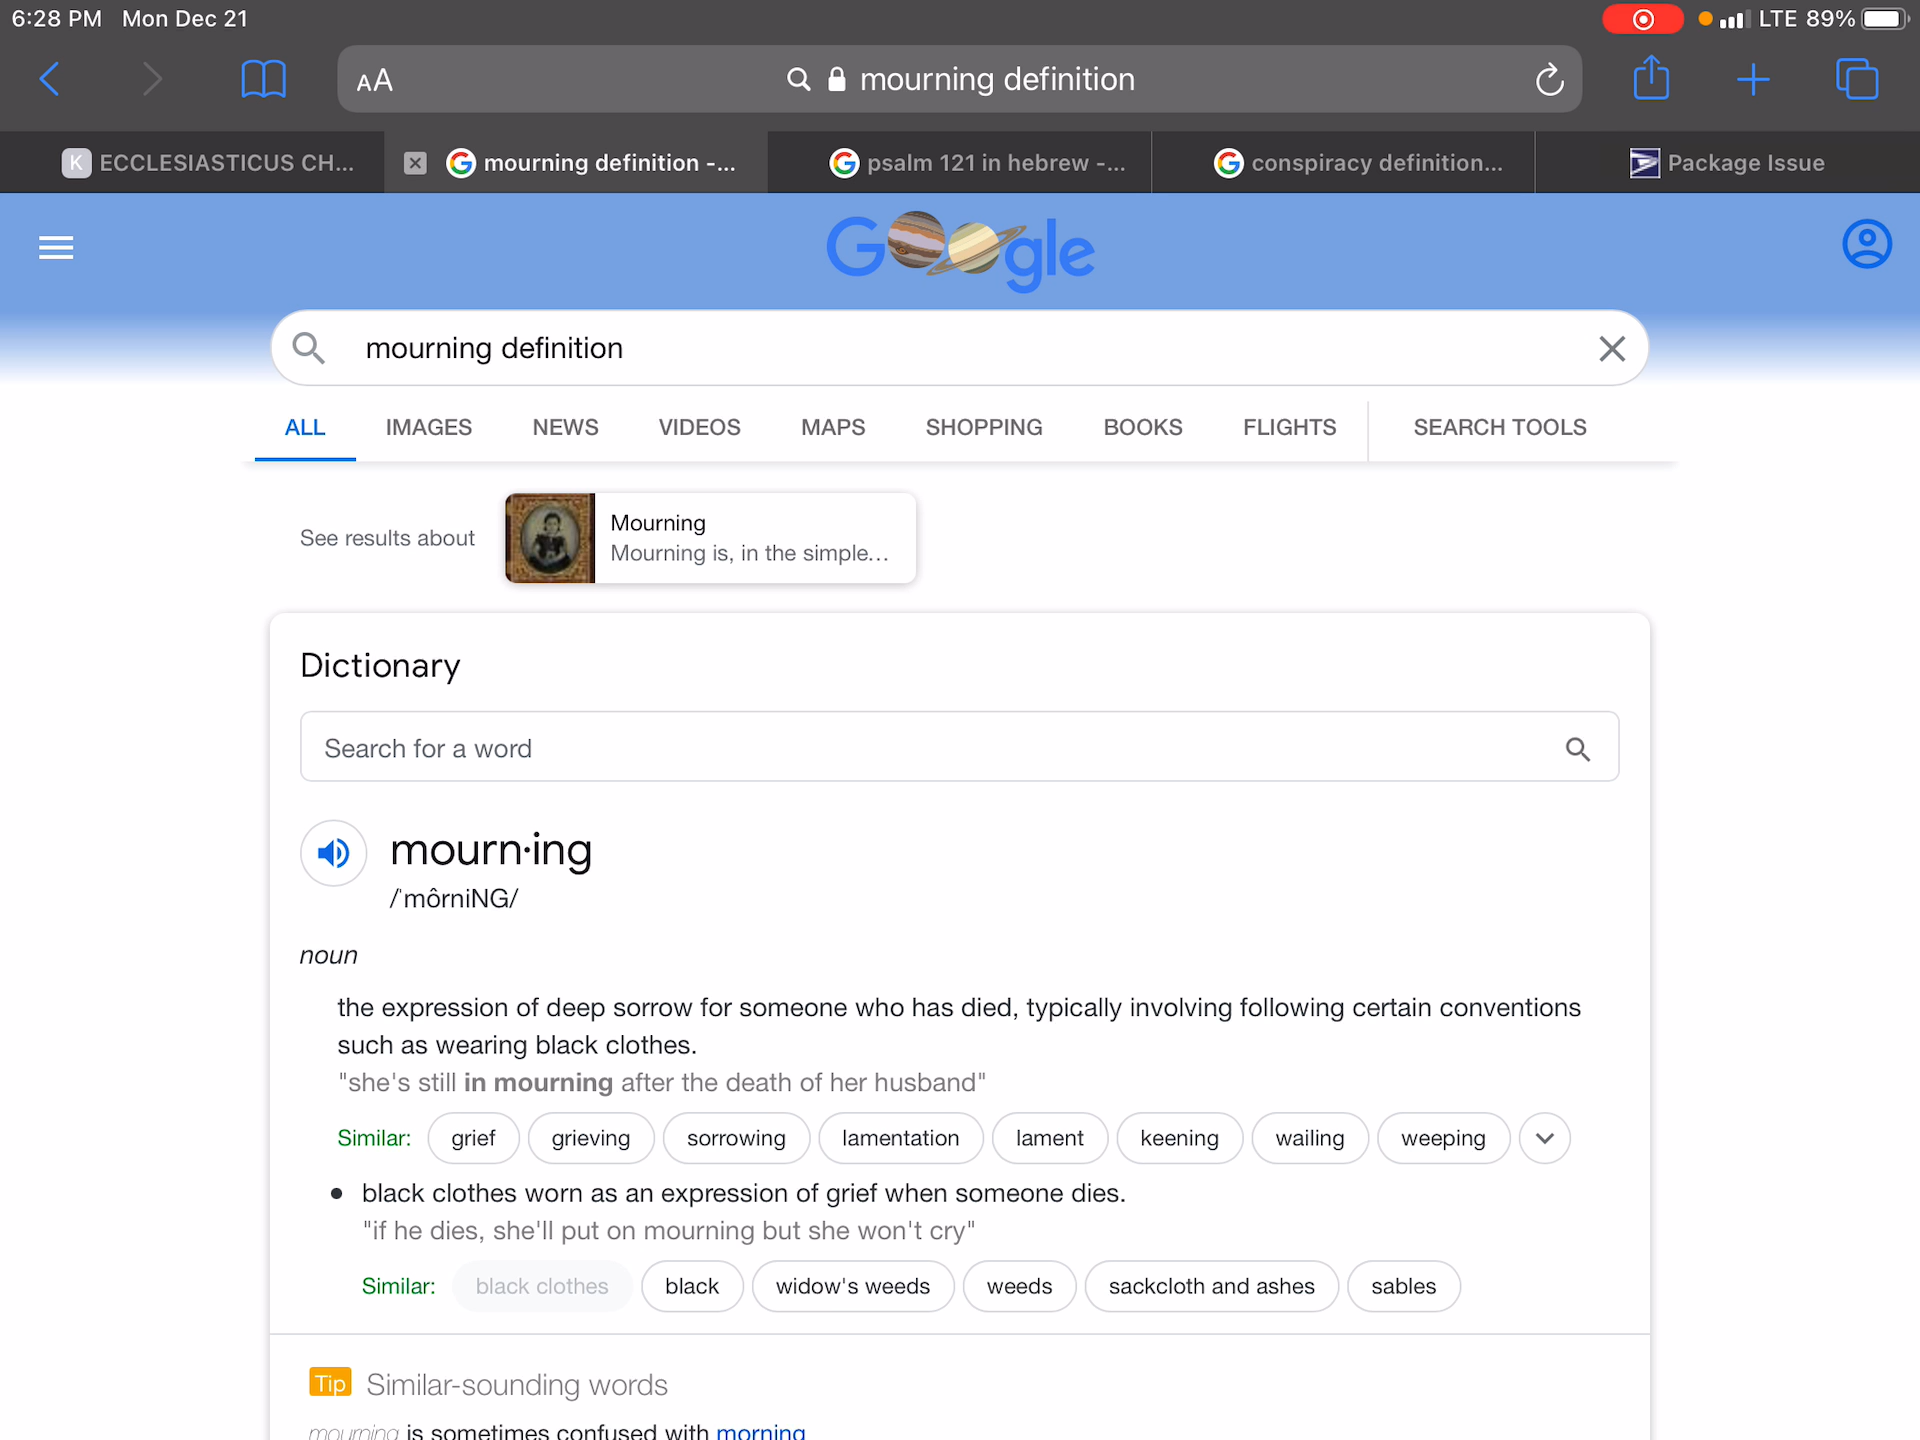 6:28 PM Mon Dec 21
LTE 89%
AA
mourning definition
K ECCLESIASTICUS CH...
mourning definition -...
psalm 121 in hebrew -...
conspiracy definition...
Package Issue
Google
mourning definition
ALL IMAGES NEWS VIDEOS MAPS SHOPPING BOOKS FLIGHTS SEARCH TOOLS
See results about
Mourning
Mourning is, in the simple...
Dictionary
Search for a word
mourn·ing
/ˈmôrniNG/
noun
the expression of deep sorrow for someone who has died, typically involving following certain conventions
such as wearing black clothes.
"she's still in mourning after the death of her husband"
Similar: grief grieving sorrowing lamentation lament keening wailing weeping
• black clothes worn as an expression of grief when someone dies.
"if he dies, she'll put on mourning but she won't cry"
Similar: black clothes black widow's weeds weeds sackcloth and ashes sables
Tip Similar-sounding words
mourning is sometimes confused with morning